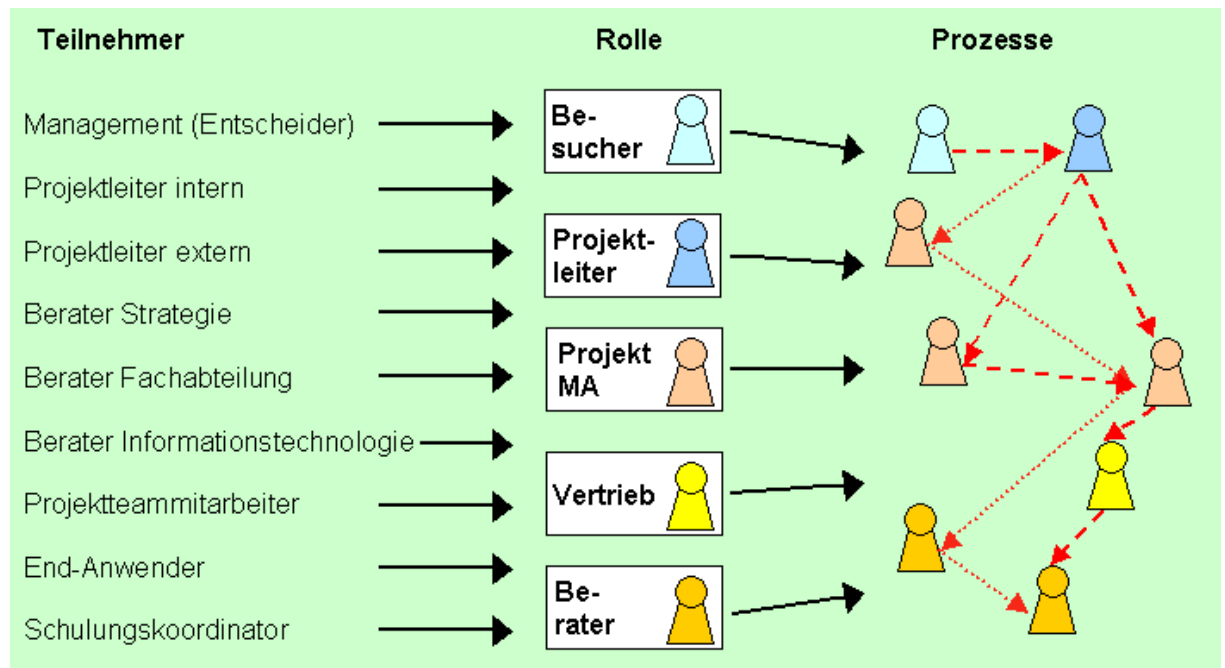 Teilnehmer
Rolle
Prozesse
Management (Entscheider)
Projektleiter intern
Projektleiter extern
Berater Strategie
Berater Fachabteilung
Berater Informationstechnologie
Projektteammitarbeiter
End-Anwender
Schulungskoordinator
Be-
sucher
Projekt-
leiter
Projekt
MA
Vertrieb
Be-
rater